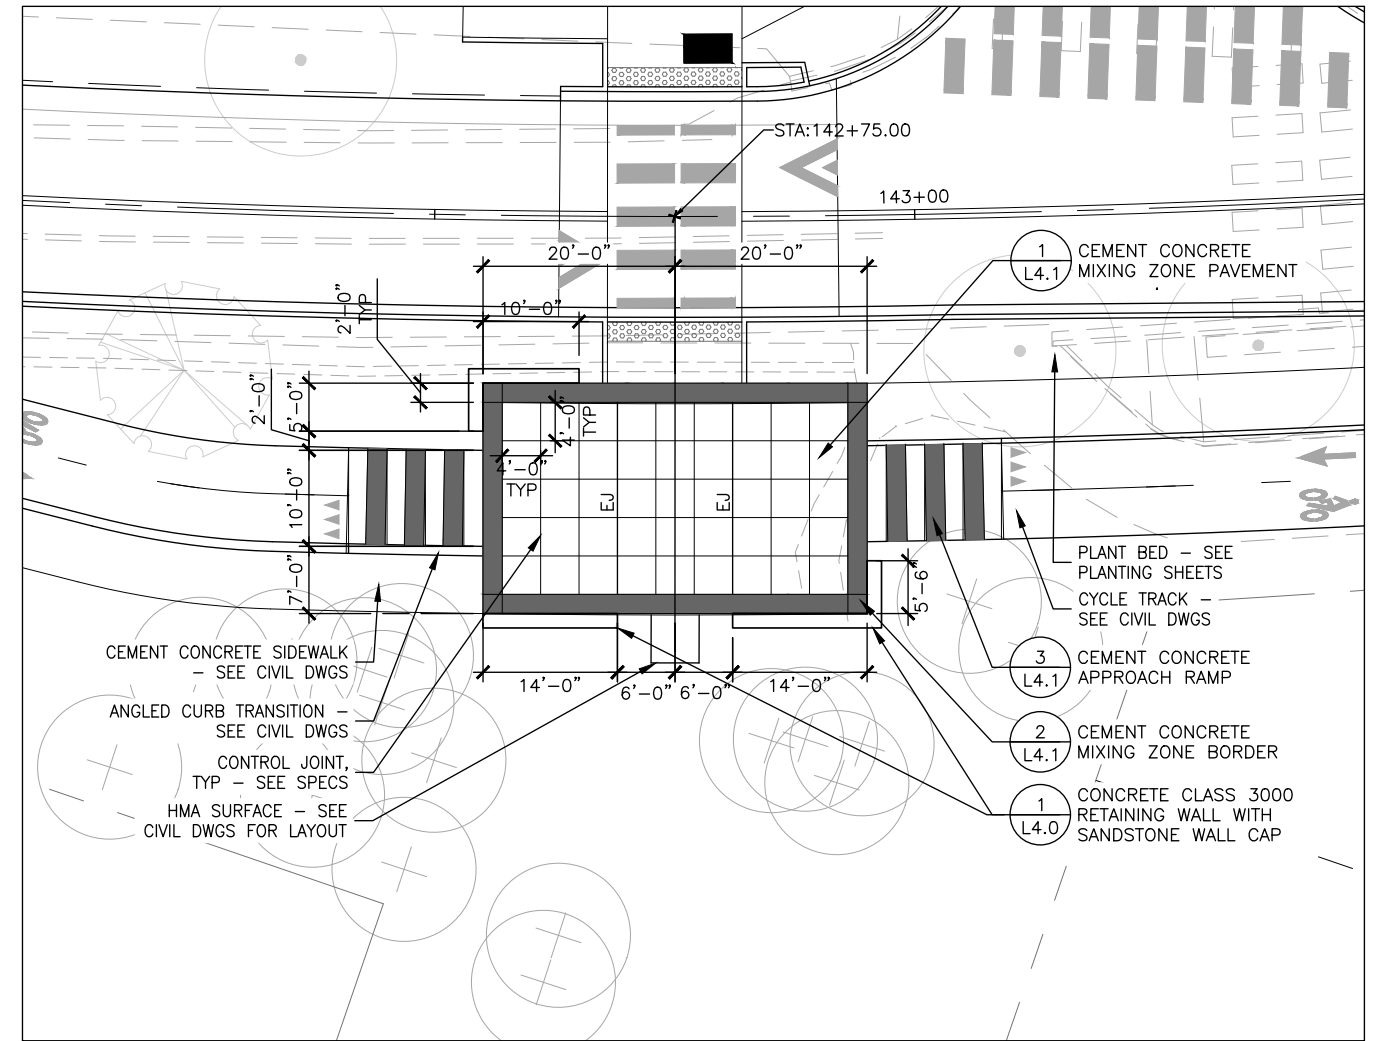 STA:142+75.00
143+00
20'-0"
20'-0"
1
L4.1
CEMENT CONCRETE
MIXING ZONE PAVEMENT
2'-0"
TYP
10'-0"
2'-0"
5'-0"
4'-0"
TYP
4'-0"
TYP
EJ
EJ
10'-0"
7'-0"
5'-6"
PLANT BED - SEE
PLANTING SHEETS
CYCLE TRACK -
SEE CIVIL DWGS
CEMENT CONCRETE SIDEWALK
- SEE CIVIL DWGS
3
L4.1
CEMENT CONCRETE
APPROACH RAMP
14'-0"
6'-0"
6'-0"
14'-0"
ANGLED CURB TRANSITION -
SEE CIVIL DWGS
2
L4.1
CEMENT CONCRETE
MIXING ZONE BORDER
CONTROL JOINT,
TYP - SEE SPECS
HMA SURFACE - SEE
CIVIL DWGS FOR LAYOUT
1
L4.0
CONCRETE CLASS 3000
RETAINING WALL WITH
SANDSTONE WALL CAP